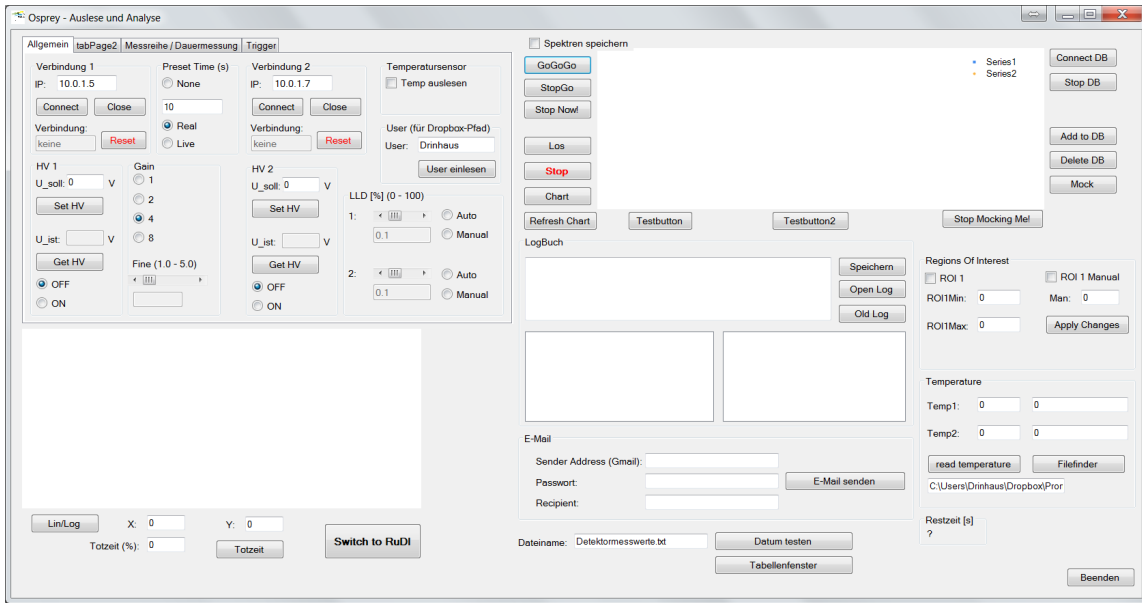 Osprey - Auslese und Analyse
Allgemein tabPage2 Messreihe / Dauermessung Trigger
Verbindung 1
IP: 10.0.1.5
Connect Close
Verbindung:
keine Reset
Preset Time (s)
None
10
Real
Live
Verbindung 2
IP: 10.0.1.7
Connect Close
Verbindung:
keine Reset
Temperatursensor
Temp auslesen
User (für Dropbox-Pfad)
User: Drinhaus
User einlesen
HV 1
U_soll: 0 V
Set HV
U_ist: V
Get HV
OFF
ON
Gain
1
2
4
8
Fine (1.0 - 5.0)
HV 2
U_soll: 0 V
Set HV
U_ist: V
Get HV
OFF
ON
LLD [%] (0 - 100)
1: Auto
0.1 Manual
2: Auto
0.1 Manual
Lin/Log X: 0 Y: 0
Totzeit (%): 0 Totzeit
Switch to RuDI
Spektren speichern
GoGoGo
StopGo
Stop Now!
Los
Stop
Chart
Refresh Chart Testbutton Testbutton2 Stop Mocking Me!
Series1
Series2
Connect DB
Stop DB
Add to DB
Delete DB
Mock
LogBuch
Speichern
Open Log
Old Log
E-Mail
Sender Address (Gmail):
Passwort:
Recipient:
E-Mail senden
Dateiname: Detektormesswerte.txt Datum testen
Tabellenfenster
Regions Of Interest
ROI 1 ROI 1 Manual
ROI1Min: 0 Man: 0
ROI1Max: 0 Apply Changes
Temperature
Temp1: 0 0
Temp2: 0 0
read temperature Filefinder
C:\Users\Drinhaus\Dropbox\Pror
Restzeit [s]
?
Beenden